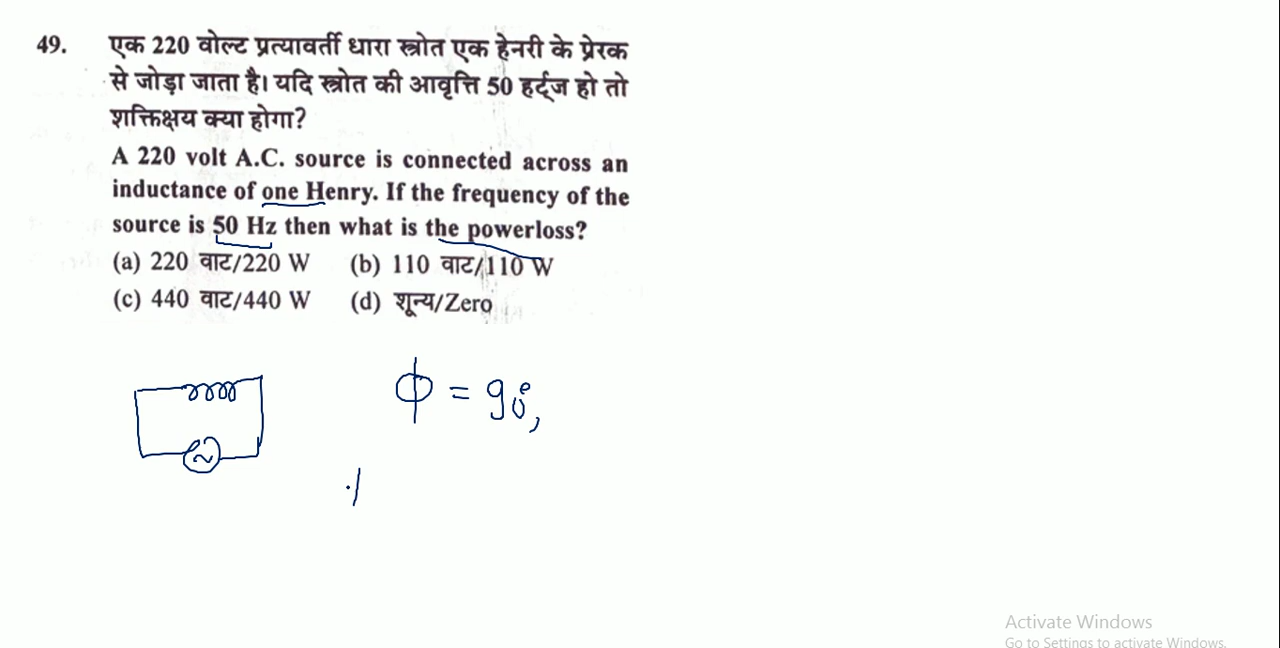 49. एक 220 वोल्ट प्रत्यावर्ती धारा स्त्रोत एक हेनरी के प्रेरक
से जोड़ा जाता है। यदि स्त्रोत की आवृत्ति 50 हर्ट्ज हो तो
शक्तिक्षय क्या होगा?
A 220 volt A.C. source is connected across an
inductance of one Henry. If the frequency of the
source is 50 Hz then what is the powerloss?
(a) 220 वाट/220 W (b) 110 वाट/110 W
(c) 440 वाट/440 W (d) शून्य/Zero
ϕ = 90°,
Activate Windows
Go to Settings to activate Windows.